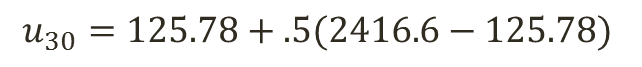 u₃₀ = 125.78 + .5(2416.6 − 125.78)